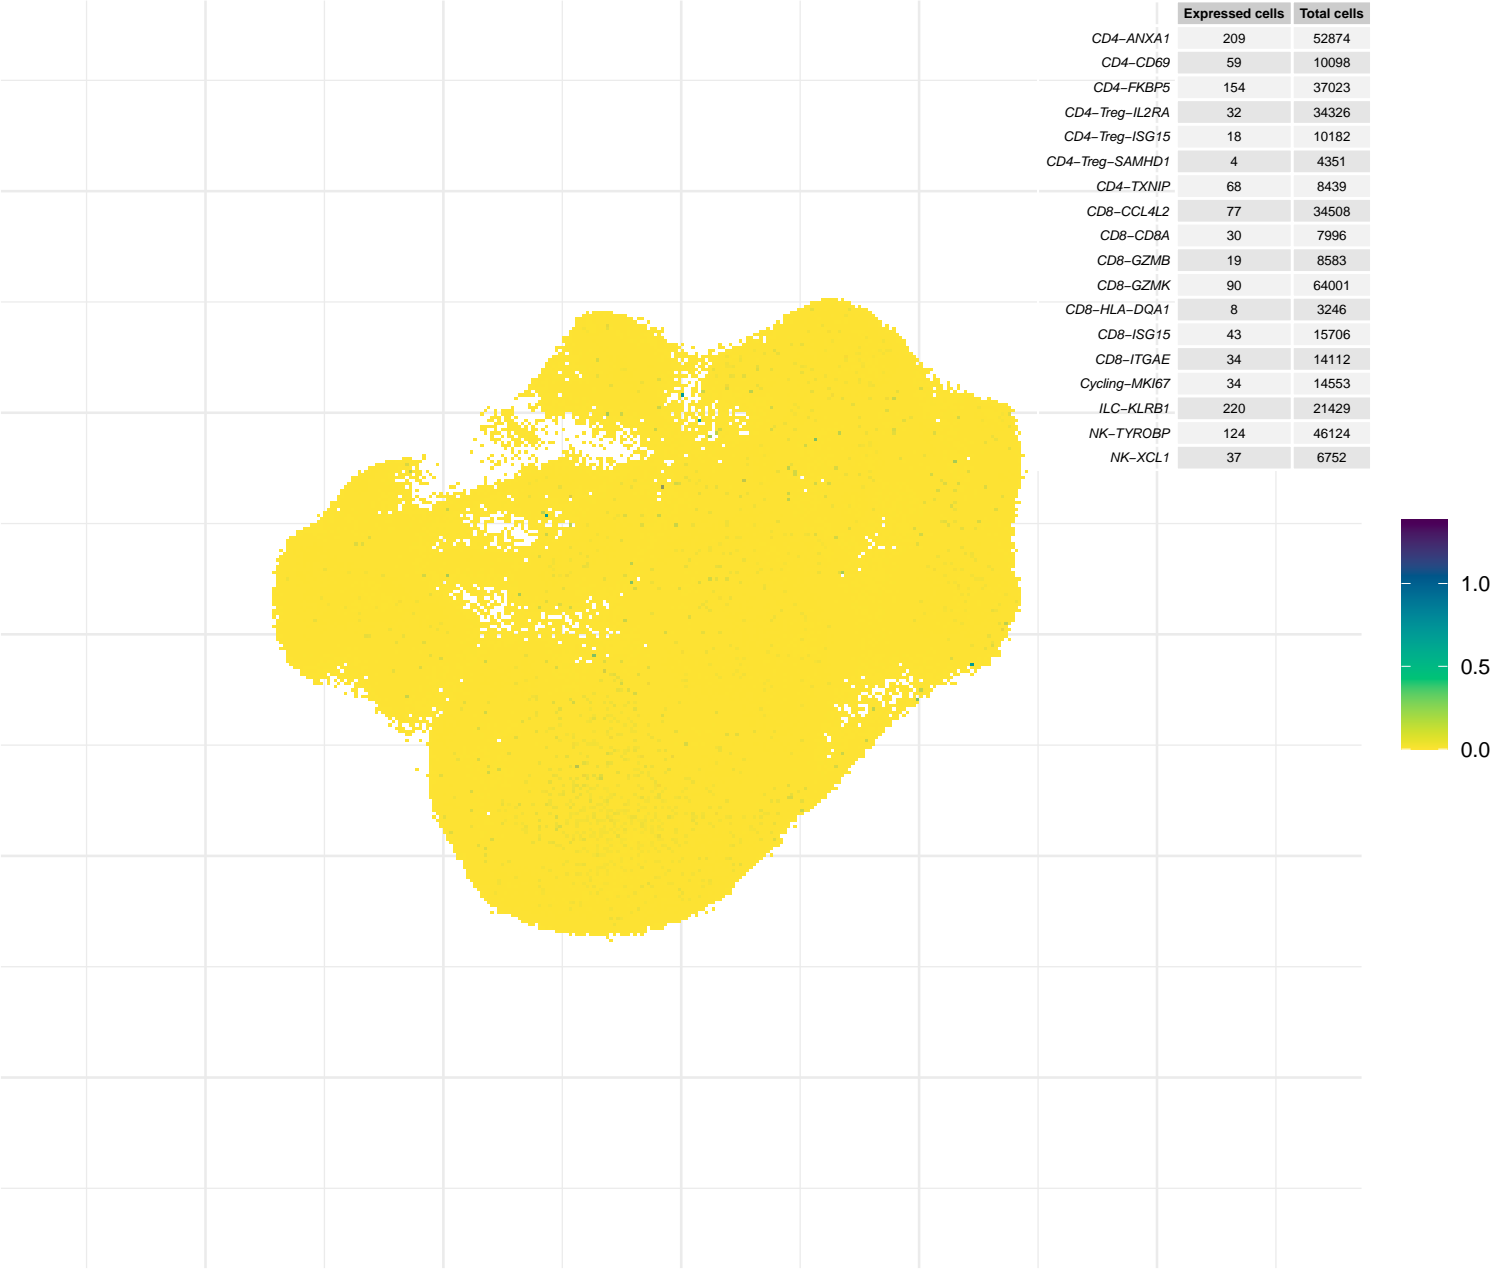 Expressed cells Total cells
CD4−ANXA1 209 52874
CD4−CD69 59 10098
CD4−FKBP5 154 37023
CD4−Treg−IL2RA 32 34326
CD4−Treg−ISG15 18 10182
CD4−Treg−SAMHD1 4 4351
CD4−TXNIP 68 8439
CD8−CCL4L2 77 34508
CD8−CD8A 30 7996
CD8−GZMB 19 8583
CD8−GZMK 90 64001
CD8−HLA−DQA1 8 3246
CD8−ISG15 43 15706
CD8−ITGAE 34 14112
Cycling−MKI67 34 14553
ILC−KLRB1 220 21429
NK−TYROBP 124 46124
NK−XCL1 37 6752
1.0
0.5
0.0